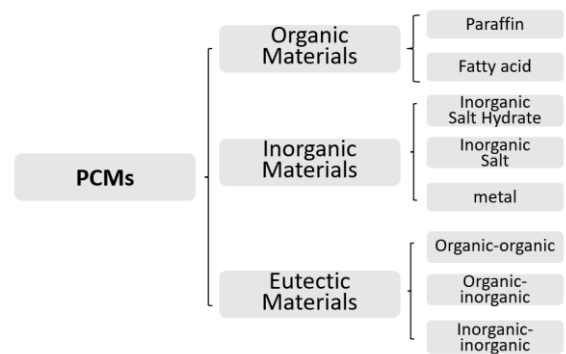 PCMs
Organic
Materials
Paraffin
Fatty acid
Inorganic
Materials
Inorganic
Salt Hydrate
Inorganic
Salt
metal
Eutectic
Materials
Organic-organic
Organic-
inorganic
Inorganic-
inorganic